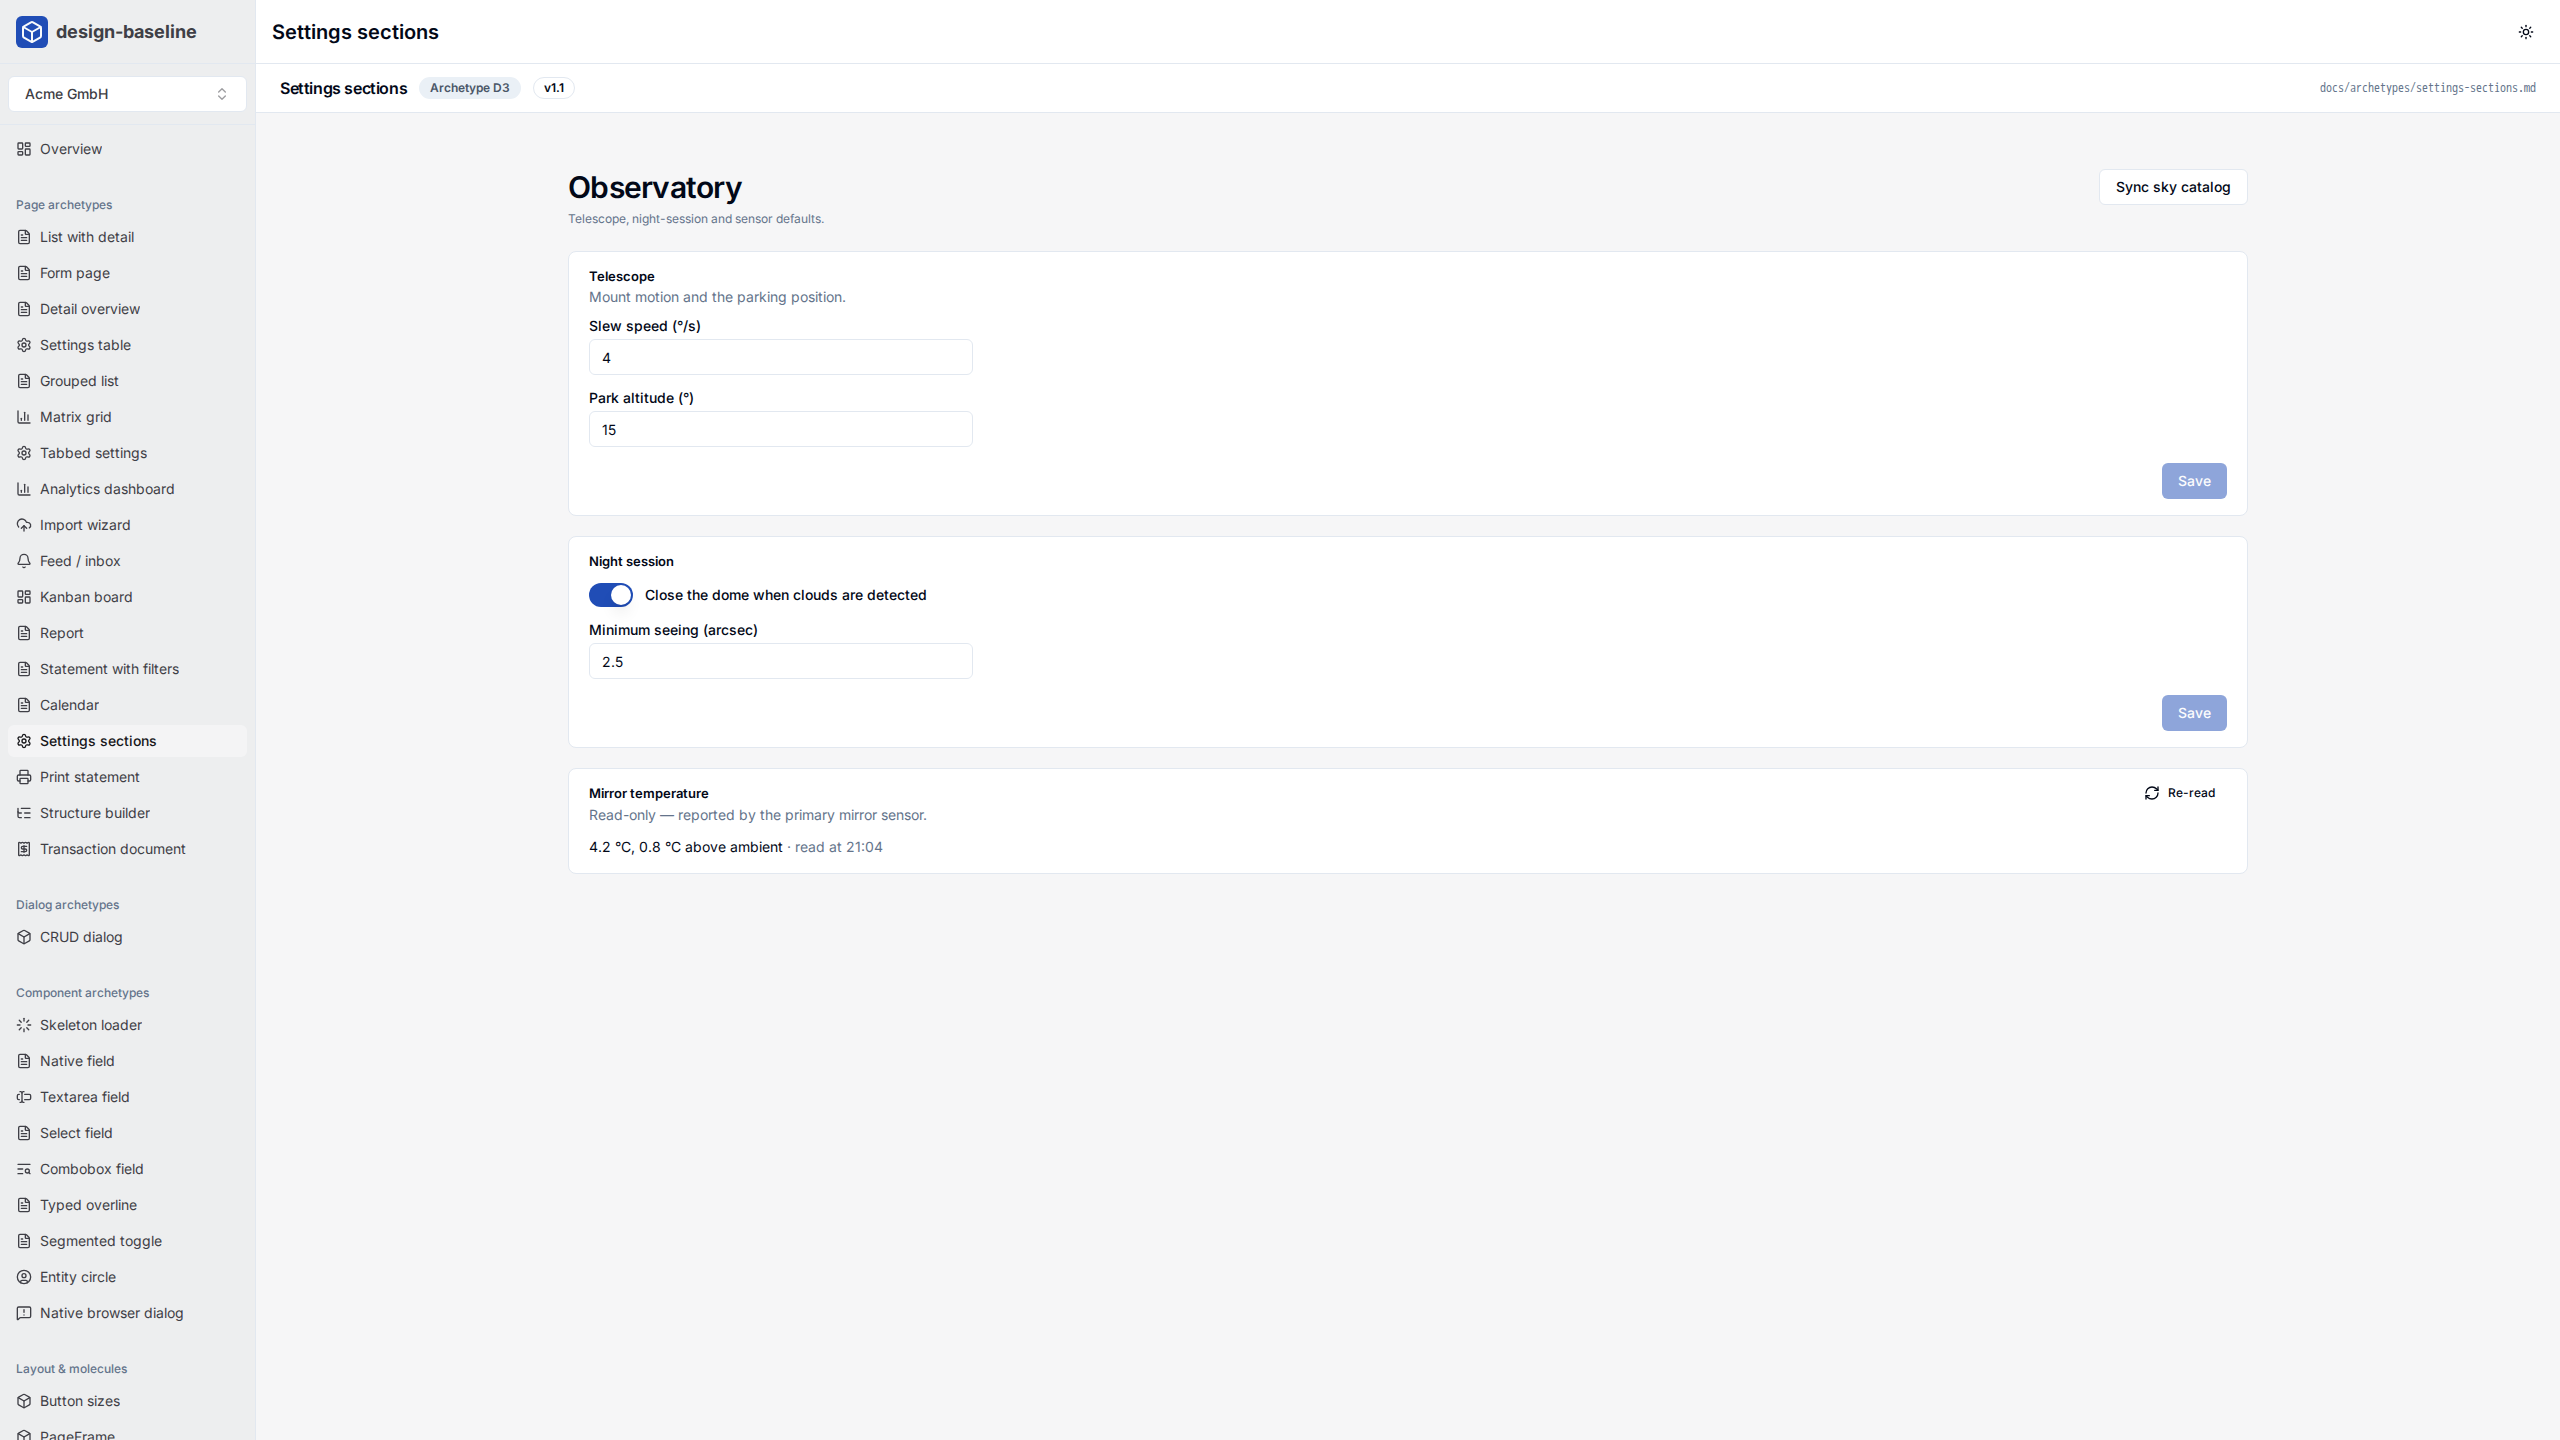 design-baseline
Settings sections
Acme GmbH
Settings sections
Archetype D3
v1.1
docs/archetypes/settings-sections.md
Overview
Page archetypes
List with detail
Form page
Detail overview
Settings table
Grouped list
Matrix grid
Tabbed settings
Analytics dashboard
Import wizard
Feed / inbox
Kanban board
Report
Statement with filters
Calendar
Settings sections
Print statement
Structure builder
Transaction document
Dialog archetypes
CRUD dialog
Component archetypes
Skeleton loader
Native field
Textarea field
Select field
Combobox field
Typed overline
Segmented toggle
Entity circle
Native browser dialog
Layout & molecules
Button sizes
PageFrame
Observatory
Sync sky catalog
Telescope, night-session and sensor defaults.
Telescope
Mount motion and the parking position.
Slew speed (°/s)
4
Park altitude (°)
15
Save
Night session
Close the dome when clouds are detected
Minimum seeing (arcsec)
2.5
Save
Mirror temperature
Re-read
Read-only — reported by the primary mirror sensor.
4.2 °C, 0.8 °C above ambient · read at 21:04